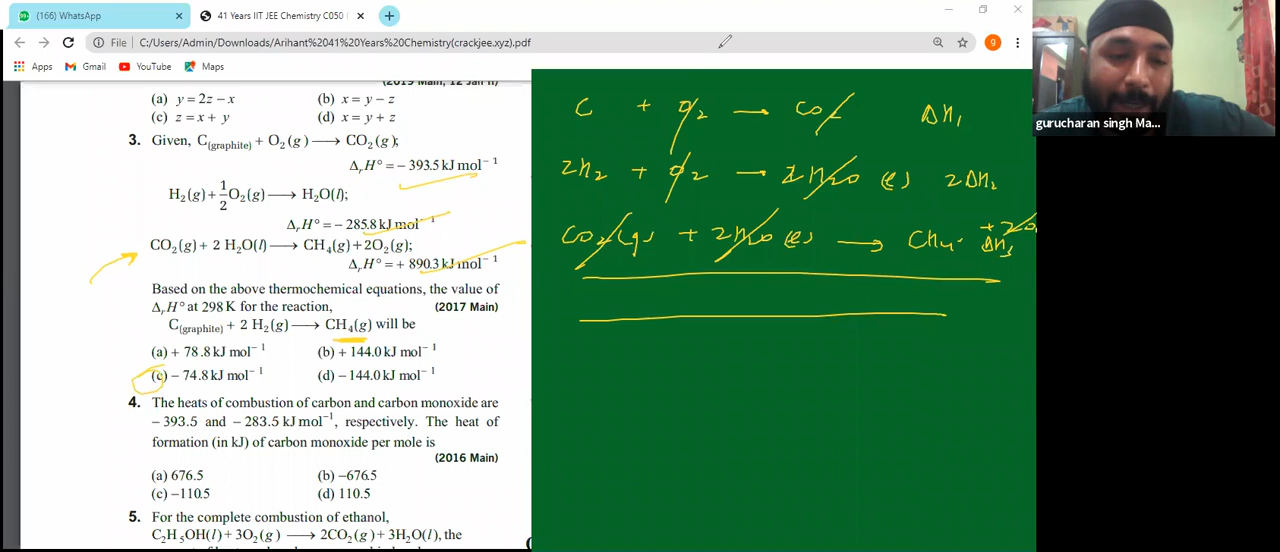 (166) WhatsApp
41 Years IIT JEE Chemistry C050
File C:/Users/Admin/Downloads/Arihant%2041%20Years%20Chemistry(crackjee.xyz).pdf
g
Apps Gmail YouTube Maps
(2019 Main, 12 Jan II)
(a) y = 2z − x (b) x = y − z
(c) z = x + y (d) x = y + z
3. Given, C(graphite) + O₂(g) ⟶ CO₂(g);
ΔᵣH° = − 393.5 kJ mol⁻¹
H₂(g) + 1/2 O₂(g) ⟶ H₂O(l);
ΔᵣH° = − 285.8 kJ mol⁻¹
CO₂(g) + 2 H₂O(l) ⟶ CH₄(g) + 2O₂(g);
ΔᵣH° = + 890.3 kJ mol⁻¹
Based on the above thermochemical equations, the value of
ΔᵣH° at 298 K for the reaction, (2017 Main)
C(graphite) + 2 H₂(g) ⟶ CH₄(g) will be
(a) + 78.8 kJ mol⁻¹ (b) + 144.0 kJ mol⁻¹
(c) − 74.8 kJ mol⁻¹ (d) − 144.0 kJ mol⁻¹
4. The heats of combustion of carbon and carbon monoxide are
− 393.5 and − 283.5 kJ mol⁻¹, respectively. The heat of
formation (in kJ) of carbon monoxide per mole is
(2016 Main)
(a) 676.5 (b) −676.5
(c) −110.5 (d) 110.5
5. For the complete combustion of ethanol,
C₂H₅OH(l) + 3O₂(g) ⟶ 2CO₂(g) + 3H₂O(l), the
C + O₂ → CO₂ ΔH₁
2H₂ + O₂ → 2H₂O (l) 2ΔH₂
CO₂(g) + 2H₂O (l) → CH₄ + 2O₂
ΔH₃
gurucharan singh Ma...